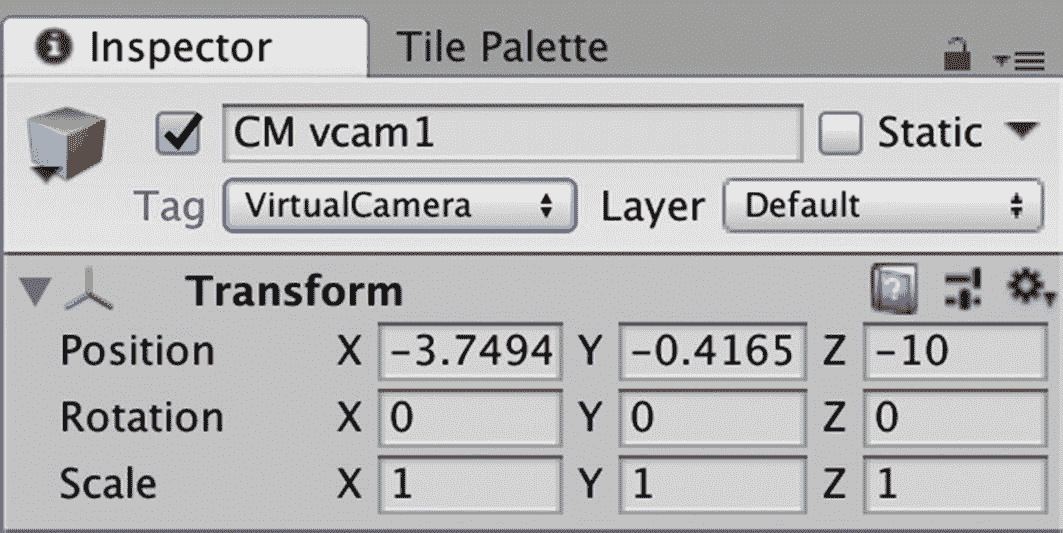 Inspector Tile Palette
CM vcam1 Static
Tag VirtualCamera Layer Default
Transform
Position X -3.7494 Y -0.4165 Z -10
Rotation X 0 Y 0 Z 0
Scale X 1 Y 1 Z 1